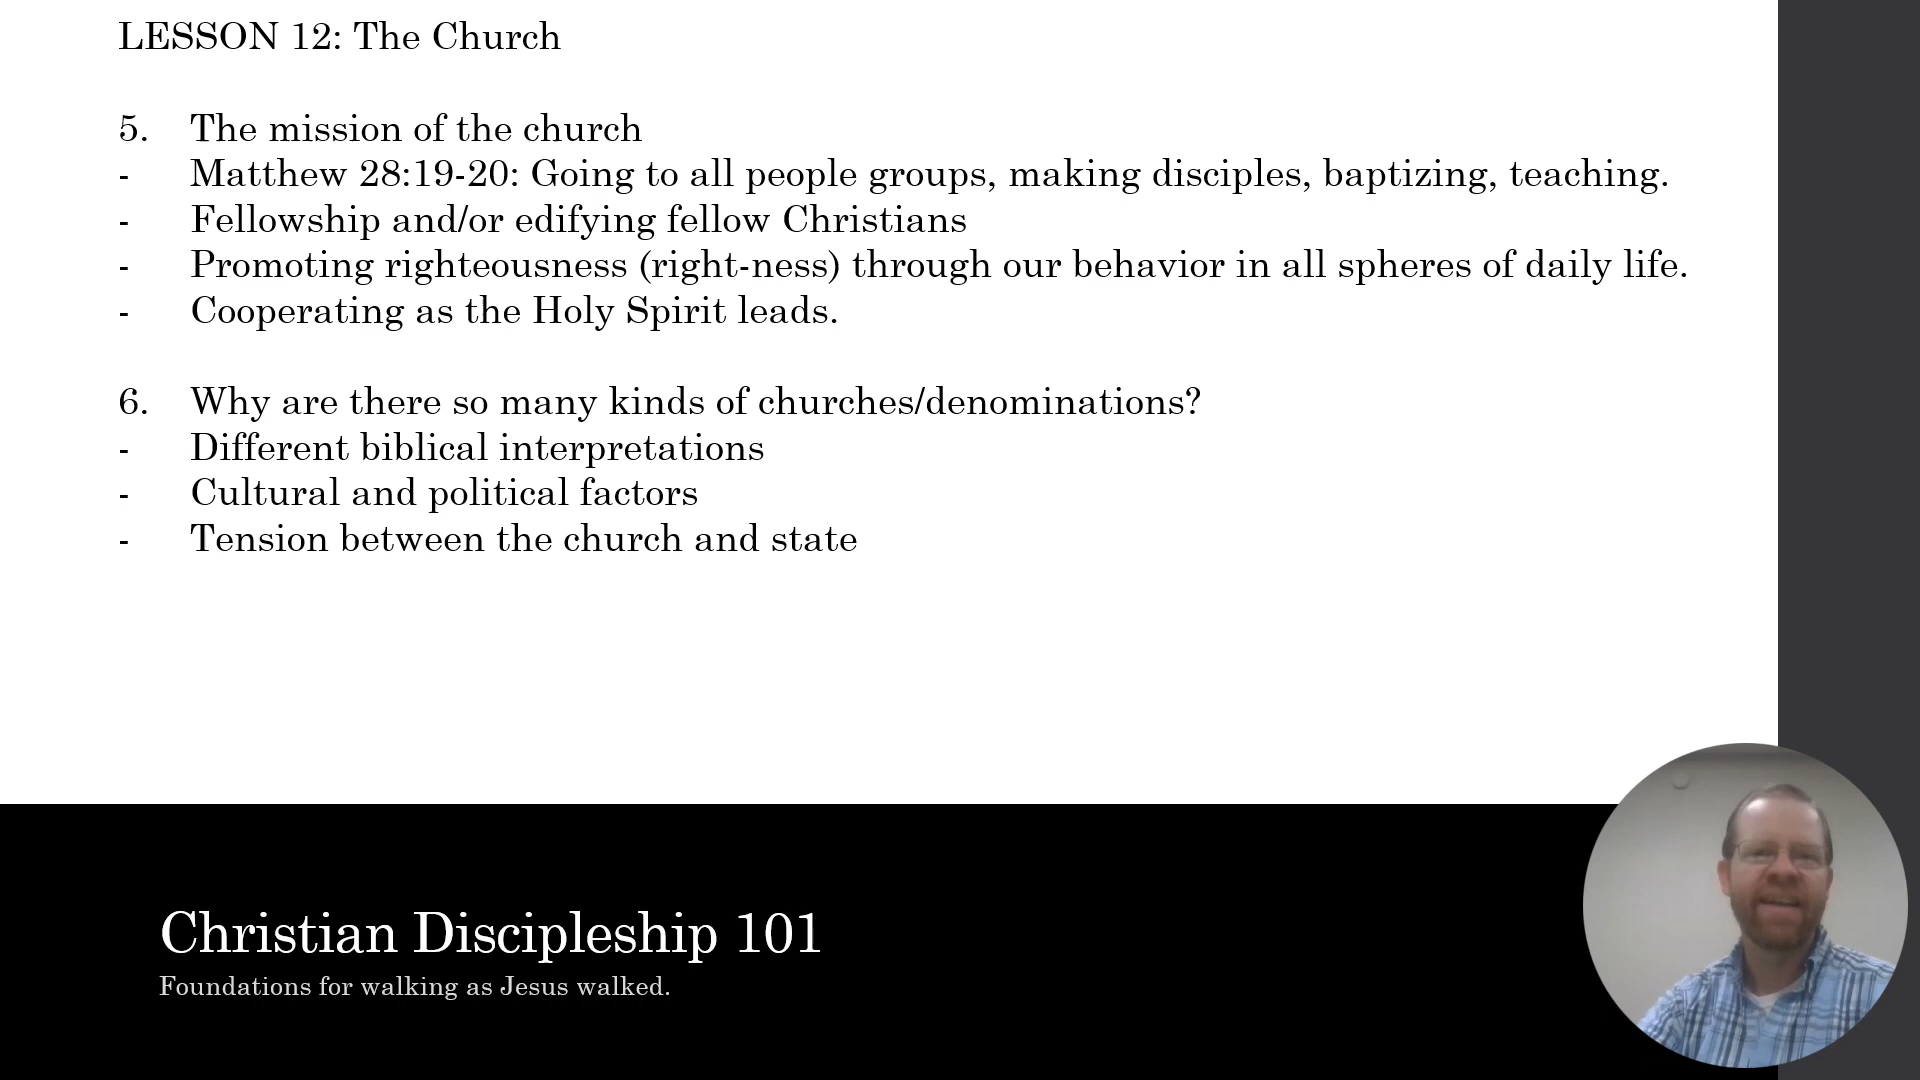 LESSON 12: The Church
5. The mission of the church
- Matthew 28:19-20: Going to all people groups, making disciples, baptizing, teaching.
- Fellowship and/or edifying fellow Christians
- Promoting righteousness (right-ness) through our behavior in all spheres of daily life.
- Cooperating as the Holy Spirit leads.
6. Why are there so many kinds of churches/denominations?
- Different biblical interpretations
- Cultural and political factors
- Tension between the church and state
Christian Discipleship 101
Foundations for walking as Jesus walked.